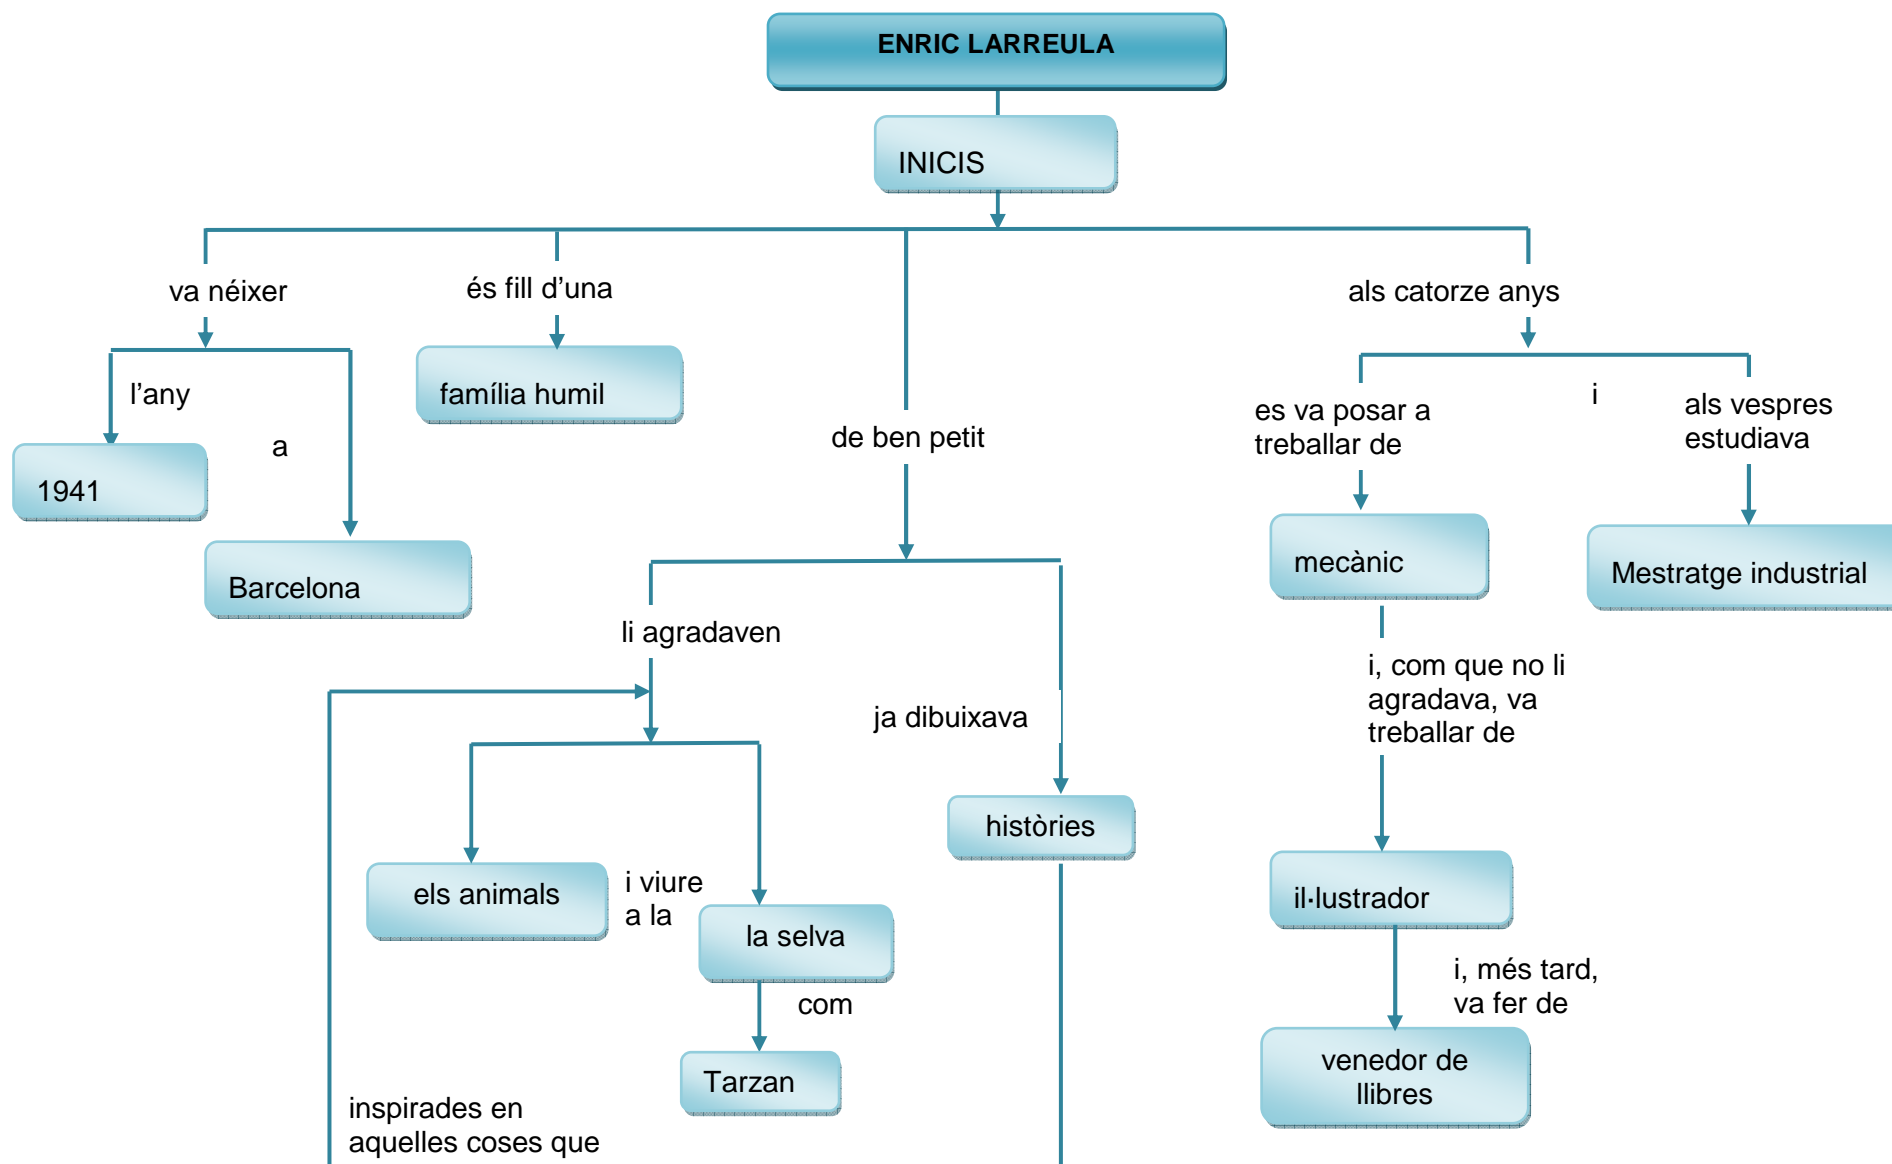 ENRIC LARREULA
INICIS
va néixer
és fill d’una
als catorze anys
l’any
a
1941
Barcelona
família humil
de ben petit
es va posar a
treballar de
i
als vespres
estudiava
mecànic
Mestratge industrial
li agradaven
ja dibuixava
i, com que no li
agradava, va
treballar de
històries
els animals
i viure
a la
la selva
com
Tarzan
il·lustrador
i, més tard,
va fer de
venedor de
llibres
inspirades en
aquelles coses que